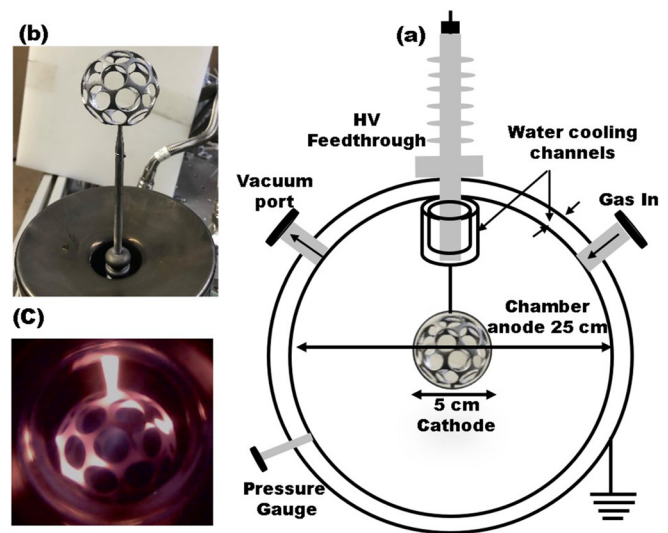 (b)
(a)
HV
Feedthrough
Water cooling
channels
Vacuum
port
Gas In
(C)
Chamber
anode 25 cm
5 cm
Cathode
Pressure
Gauge